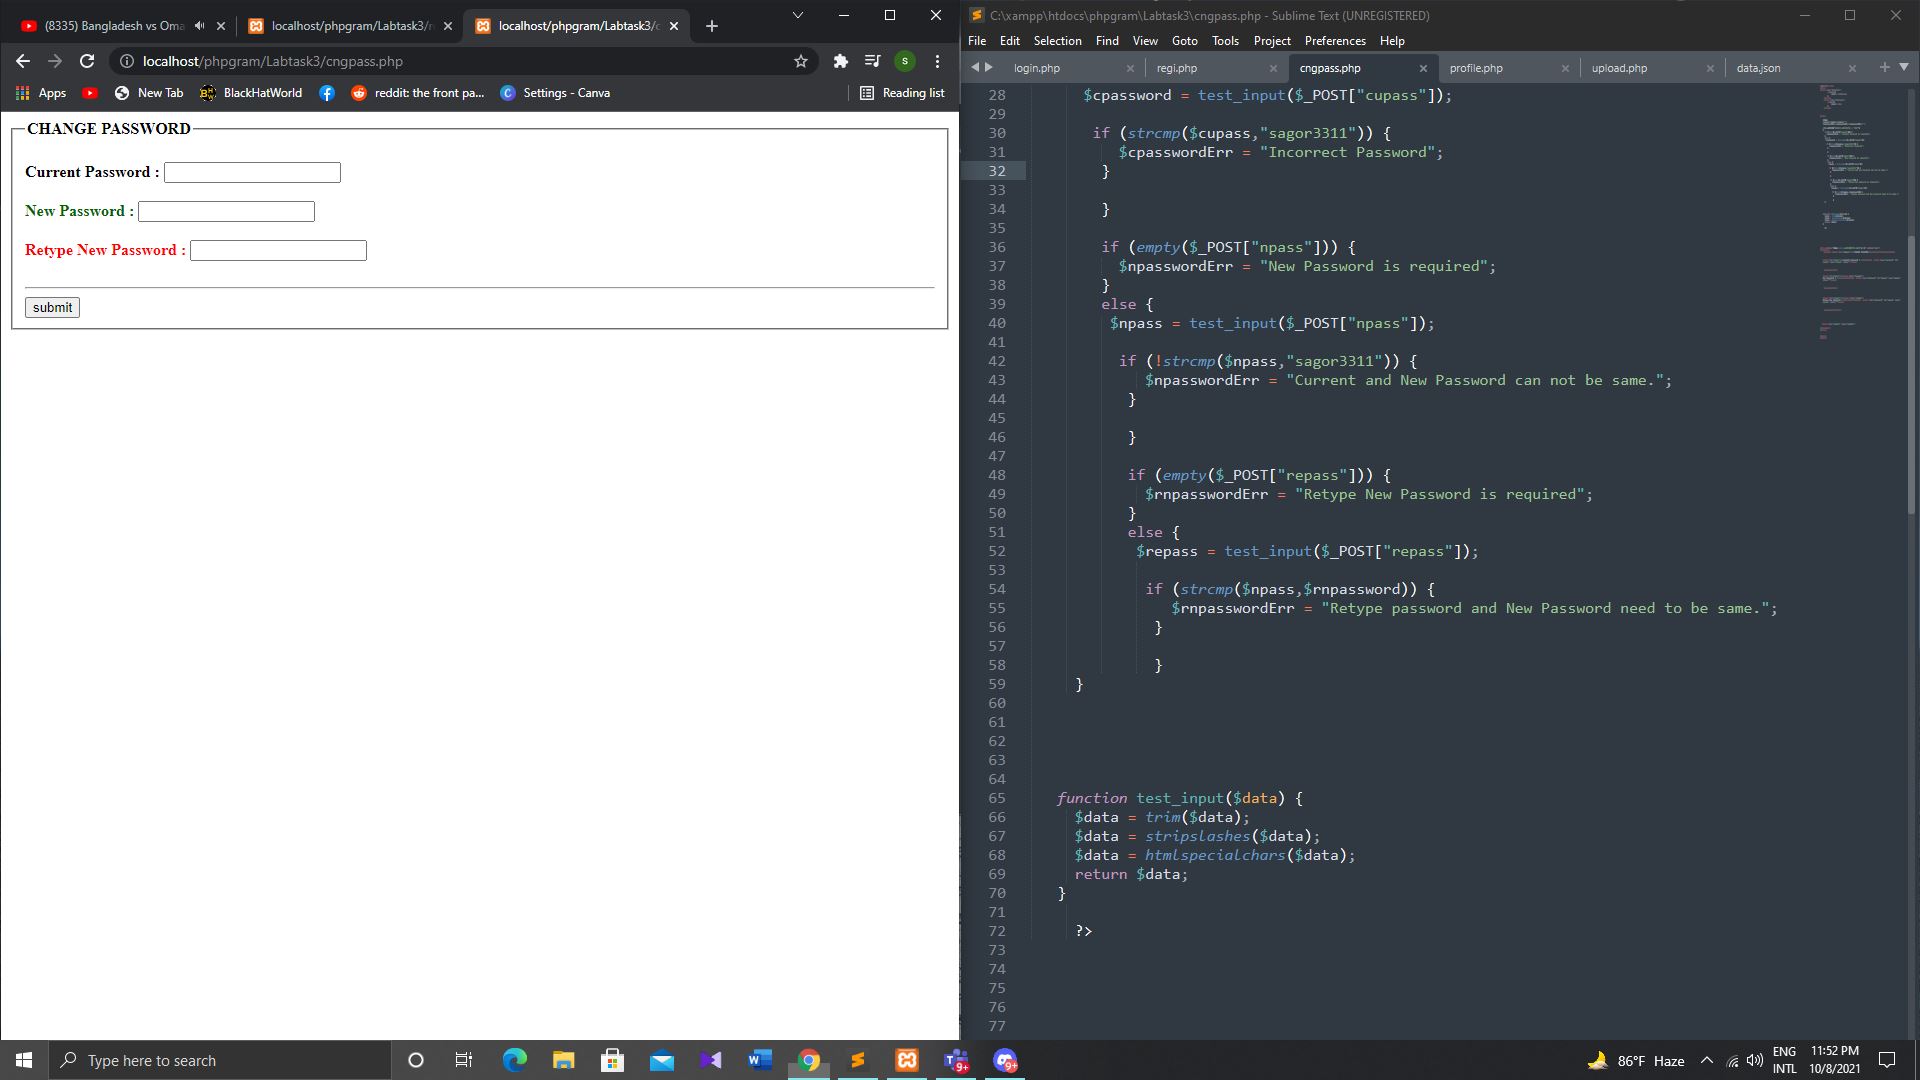 (8335) Bangladesh vs Oma
localhost/phpgram/Labtask3/r
localhost/phpgram/Labtask3/c
localhost/phpgram/Labtask3/cngpass.php
S
Apps
New Tab
BlackHatWorld
reddit: the front pa...
Settings - Canva
Reading list
CHANGE PASSWORD
Current Password :
New Password :
Retype New Password :
submit
C:\xampp\htdocs\phpgram\Labtask3\cngpass.php - Sublime Text (UNREGISTERED)
File Edit Selection Find View Goto Tools Project Preferences Help
login.php regi.php cngpass.php profile.php upload.php data.json
28 $cpassword = test_input($_POST["cupass"]);
29
30 if (strcmp($cupass,"sagor3311")) {
31 $cpasswordErr = "Incorrect Password";
32 }
33
34 }
35
36 if (empty($_POST["npass"])) {
37 $npasswordErr = "New Password is required";
38 }
39 else {
40 $npass = test_input($_POST["npass"]);
41
42 if (!strcmp($npass,"sagor3311")) {
43 $npasswordErr = "Current and New Password can not be same.";
44 }
45
46 }
47
48 if (empty($_POST["repass"])) {
49 $rnpasswordErr = "Retype New Password is required";
50 }
51 else {
52 $repass = test_input($_POST["repass"]);
53
54 if (strcmp($npass,$rnpassword)) {
55 $rnpasswordErr = "Retype password and New Password need to be same.";
56 }
57
58 }
59 }
60
61
62
63
64
65 function test_input($data) {
66 $data = trim($data);
67 $data = stripslashes($data);
68 $data = htmlspecialchars($data);
69 return $data;
70 }
71
72 ?>
73
74
75
76
77
Type here to search
9+
9+
86°F Haze
ENG
INTL
11:52 PM
10/8/2021